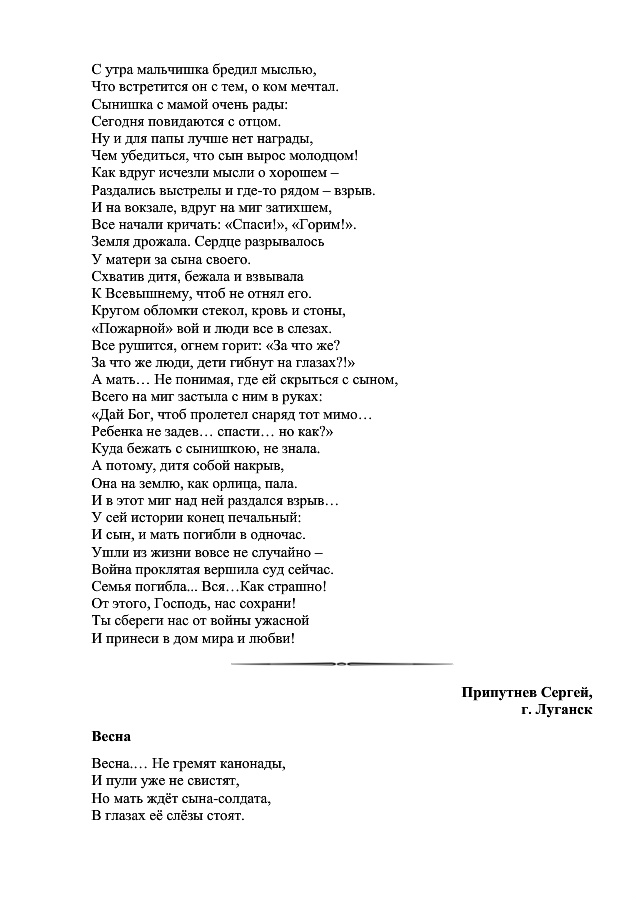 С утра мальчишка бредил мыслью,
Что встретится он с тем, о ком мечтал.
Сынишка с мамой очень рады:
Сегодня повидаются с отцом.
Ну и для папы лучше нет награды,
Чем убедиться, что сын вырос молодцом!
Как вдруг исчезли мысли о хорошем –
Раздались выстрелы и где-то рядом – взрыв.
И на вокзале, вдруг на миг затихшем,
Все начали кричать: «Спаси!», «Горим!».
Земля дрожала. Сердце разрывалось
У матери за сына своего.
Схватив дитя, бежала и взвывала
К Всевышнему, чтоб не отнял его.
Кругом обломки стекол, кровь и стоны,
«Пожарной» вой и люди все в слезах.
Все рушится, огнем горит: «За что же?
За что же люди, дети гибнут на глазах?!»
А мать… Не понимая, где ей скрыться с сыном,
Всего на миг застыла с ним в руках:
«Дай Бог, чтоб пролетел снаряд тот мимо…
Ребенка не задев… спасти… но как?»
Куда бежать с сынишкою, не знала.
А потому, дитя собой накрыв,
Она на землю, как орлица, пала.
И в этот миг над ней раздался взрыв…
У сей истории конец печальный:
И сын, и мать погибли в одночас.
Ушли из жизни вовсе не случайно –
Война проклятая вершила суд сейчас.
Семья погибла... Вся…Как страшно!
От этого, Господь, нас сохрани!
Ты сбереги нас от войны ужасной
И принеси в дом мира и любви!
Припутнев Сергей,
г. Луганск
Весна
Весна.… Не гремят канонады,
И пули уже не свистят,
Но мать ждёт сына-солдата,
В глазах её слёзы стоят.